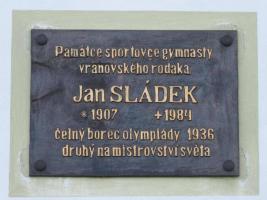 Památce sportovce gymnasty
vranovského rodáka
Jan SLÁDEK
* 1907 + 1984
čelný borec olympiády 1936
druhý na mistrovství světa